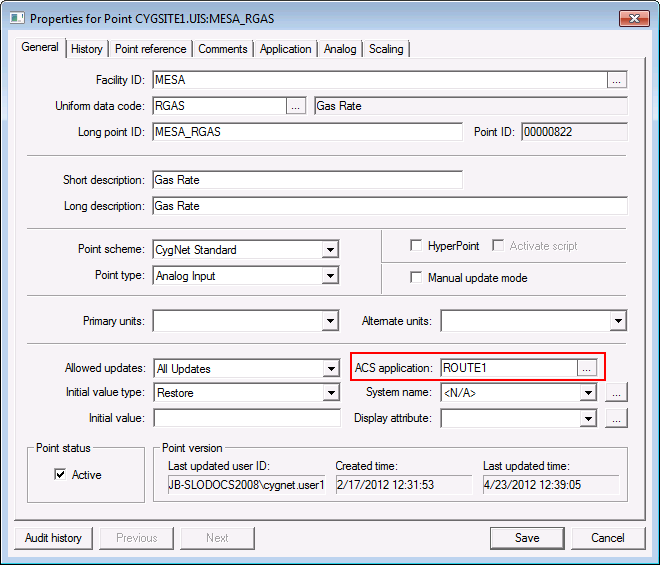 Properties for Point CYGSITE1.UIS:MESA_RGAS
General History Point reference Comments Application Analog Scaling
Facility ID: MESA ...
Uniform data code: RGAS ... Gas Rate
Long point ID: MESA_RGAS Point ID: 00000822
Short description: Gas Rate
Long description: Gas Rate
Point scheme: CygNet Standard HyperPoint Activate script
Point type: Analog Input Manual update mode
Primary units: Alternate units:
Allowed updates: All Updates ACS application: ROUTE1 ...
Initial value type: Restore System name: <N/A> ...
Initial value: Display attribute: ...
Point status Point version
Active Last updated user ID: Created time: Last updated time:
JB-SLODOCS2008\cygnet.user1 2/17/2012 12:31:53 4/23/2012 12:39:05
Audit history Previous Next Save Cancel